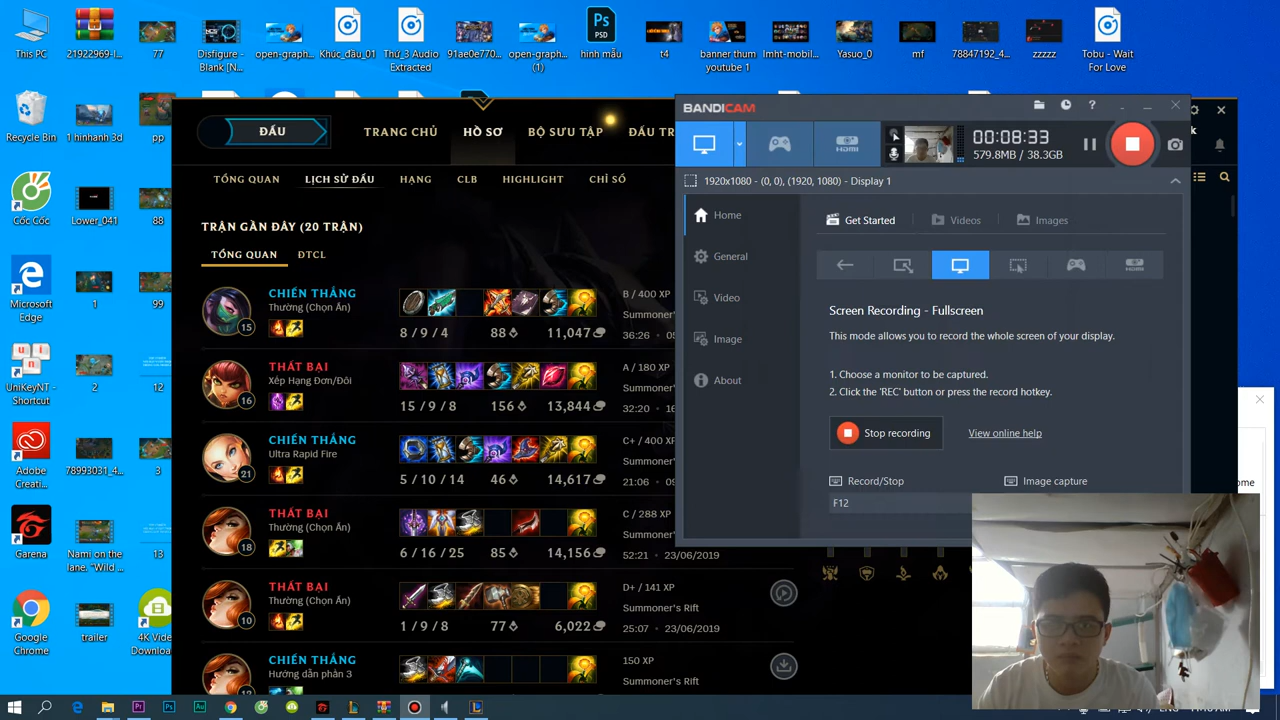 This PC
21922969-l...
77
Disfigure - Blank [N...
open-graph...
Khúc_đầu_01
Thứ_3 Audio Extracted
91ae0e770...
open-graph... (1)
Ps
PSD
hinh mẫu
t4
banner thum youtube 1
lmht-mobil...
Yasuo_0
mf
78847192_4...
zzzzz
Tobu - Wait For Love
Recycle Bin
1 hinhanh 3d
pp
Cốc Cốc
Lower_041
88
Microsoft Edge
1
99
UniKeyNT - Shortcut
2
12
Adobe Creati...
78993031_4...
3
Garena
Nami on the lane. "Wild ...
13
Google Chrome
trailer
4K Video Downloa...
ĐẤU
TRANG CHỦ
HỒ SƠ
BỘ SƯU TẬP
ĐẤU TR
TỔNG QUAN
LỊCH SỬ ĐẤU
HẠNG
CLB
HIGHLIGHT
CHỈ SỐ
TRẬN GẦN ĐÂY (20 TRẬN)
TỔNG QUAN
ĐTCL
CHIẾN THẮNG
Thường (Chọn Ẩn)
15
8 / 9 / 4
88
11,047
B / 400 XP
Summoner'
36:26
THẤT BẠI
Xếp Hạng Đơn/Đôi
16
15 / 9 / 8
156
13,844
A / 180 XP
Summoner'
32:20
CHIẾN THẮNG
Ultra Rapid Fire
21
5 / 10 / 14
46
14,617
C+ / 400
Summoner'
21:06
THẤT BẠI
Thường (Chọn Ẩn)
18
6 / 16 / 25
85
14,156
C / 288 XP
Summoner'
52:21 • 23/06/2019
THẤT BẠI
Thường (Chọn Ẩn)
10
1 / 9 / 8
77
6,022
D+ / 141 XP
Summoner's Rift
25:07 • 23/06/2019
CHIẾN THẮNG
Hướng dẫn phần 3
150 XP
Summoner's Rift
BANDICAM
HDMI
00:08:33
579.8MB / 38.3GB
1920x1080 - (0, 0), (1920, 1080) - Display 1
Home
General
Video
Image
About
Get Started
Videos
Images
HDMI
Screen Recording - Fullscreen
This mode allows you to record the whole screen of your display.
1. Choose a monitor to be captured.
2. Click the 'REC' button or press the record hotkey.
Stop recording
View online help
Record/Stop
Image capture
F12
ome